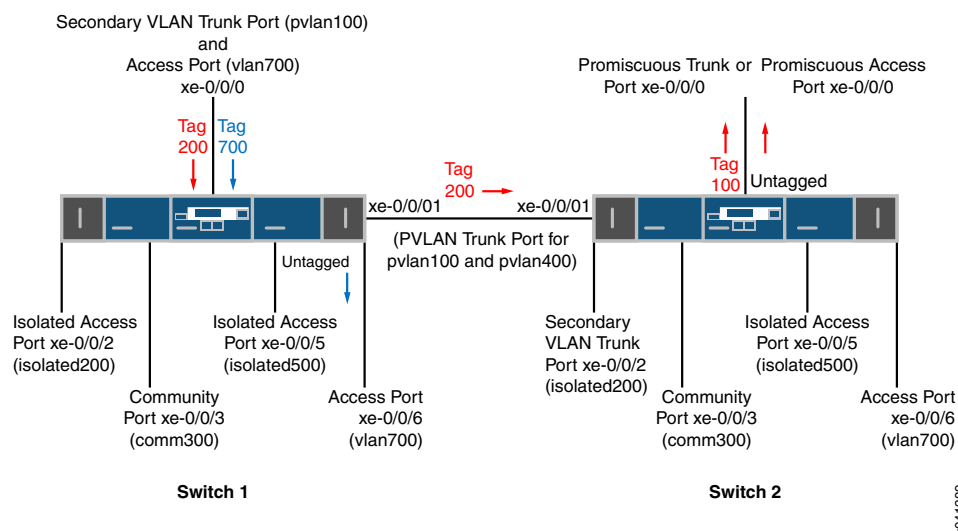 Secondary VLAN Trunk Port (pvlan100)
and
Access Port (vlan700)
xe-0/0/0
Promiscuous Trunk or
Port xe-0/0/0
Promiscuous Access
Port xe-0/0/0
Tag
200
Tag
700
Tag
200
Tag
100
Untagged
xe-0/0/01
xe-0/0/01
(PVLAN Trunk Port for
pvlan100 and pvlan400)
Untagged
Isolated Access
Port xe-0/0/2
(isolated200)
Isolated Access
Port xe-0/0/5
(isolated500)
Secondary
VLAN Trunk
Port xe-0/0/2
(isolated200)
Isolated Access
Port xe-0/0/5
(isolated500)
Community
Port xe-0/0/3
(comm300)
Access Port
xe-0/0/6
(vlan700)
Community
Port xe-0/0/3
(comm300)
Access Port
xe-0/0/6
(vlan700)
Switch 1
Switch 2